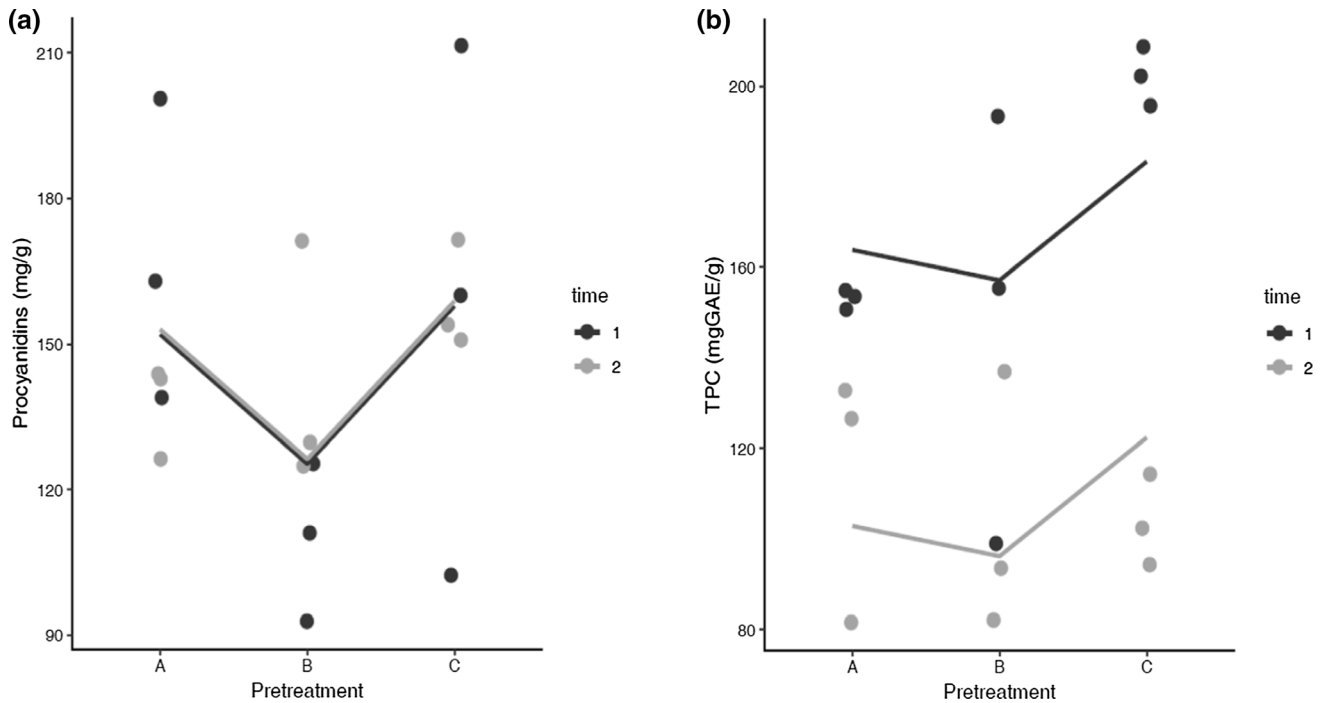 (a)
210
180
150
120
90
Procyanidins (mg/g)
A B C
Pretreatment
time
1
2
(b)
200
160
120
80
TPC (mgGAE/g)
A B C
Pretreatment
time
1
2